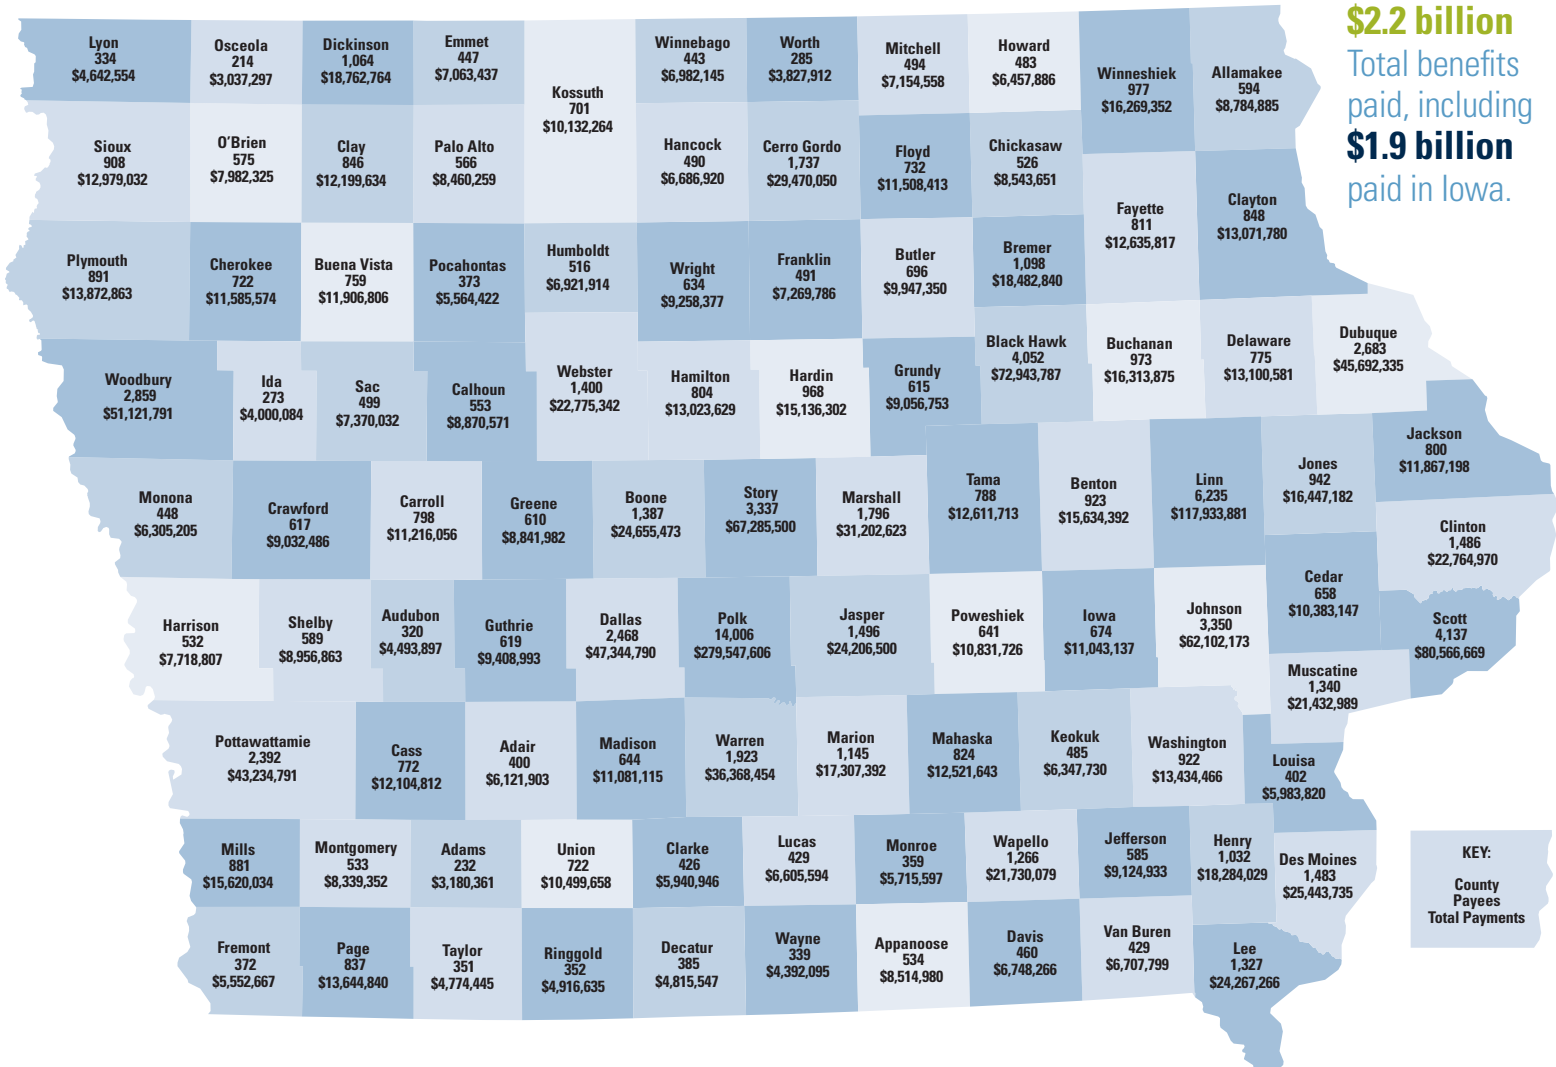 $2.2 billion
Total benefits
paid, including
$1.9 billion
paid in Iowa.
Lyon
334
$4,642,554
Osceola
214
$3,037,297
Dickinson
1,064
$18,762,764
Emmet
447
$7,063,437
Kossuth
701
$10,132,264
Winnebago
443
$6,982,145
Worth
285
$3,827,912
Mitchell
494
$7,154,558
Howard
483
$6,457,886
Winneshiek
977
$16,269,352
Allamakee
594
$8,784,885
Sioux
908
$12,979,032
O'Brien
575
$7,982,325
Clay
846
$12,199,634
Palo Alto
566
$8,460,259
Hancock
490
$6,686,920
Cerro Gordo
1,737
$29,470,050
Floyd
732
$11,508,413
Chickasaw
526
$8,543,651
Fayette
811
$12,635,817
Clayton
848
$13,071,780
Plymouth
891
$13,872,863
Cherokee
722
$11,585,574
Buena Vista
759
$11,906,806
Pocahontas
373
$5,564,422
Humboldt
516
$6,921,914
Wright
634
$9,258,377
Franklin
491
$7,269,786
Butler
696
$9,947,350
Bremer
1,098
$18,482,840
Woodbury
2,859
$51,121,791
Ida
273
$4,000,084
Sac
499
$7,370,032
Calhoun
553
$8,870,571
Webster
1,400
$22,775,342
Hamilton
804
$13,023,629
Hardin
968
$15,136,302
Grundy
615
$9,056,753
Black Hawk
4,052
$72,943,787
Buchanan
973
$16,313,875
Delaware
775
$13,100,581
Dubuque
2,683
$45,692,335
Monona
448
$6,305,205
Crawford
617
$9,032,486
Carroll
798
$11,216,056
Greene
610
$8,841,982
Boone
1,387
$24,655,473
Story
3,337
$67,285,500
Marshall
1,796
$31,202,623
Tama
788
$12,611,713
Benton
923
$15,634,392
Linn
6,235
$117,933,881
Jones
942
$16,447,182
Jackson
800
$11,867,198
Clinton
1,486
$22,764,970
Harrison
532
$7,718,807
Shelby
589
$8,956,863
Audubon
320
$4,493,897
Guthrie
619
$9,408,993
Dallas
2,468
$47,344,790
Polk
14,006
$279,547,606
Jasper
1,496
$24,206,500
Poweshiek
641
$10,831,726
Iowa
674
$11,043,137
Johnson
3,350
$62,102,173
Cedar
658
$10,383,147
Scott
4,137
$80,566,669
Muscatine
1,340
$21,432,989
Pottawattamie
2,392
$43,234,791
Cass
772
$12,104,812
Adair
400
$6,121,903
Madison
644
$11,081,115
Warren
1,923
$36,368,454
Marion
1,145
$17,307,392
Mahaska
824
$12,521,643
Keokuk
485
$6,347,730
Washington
922
$13,434,466
Louisa
402
$5,983,820
Mills
881
$15,620,034
Montgomery
533
$8,339,352
Adams
232
$3,180,361
Union
722
$10,499,658
Clarke
426
$5,940,946
Lucas
429
$6,605,594
Monroe
359
$5,715,597
Wapello
1,266
$21,730,079
Jefferson
585
$9,124,933
Henry
1,032
$18,284,029
Des Moines
1,483
$25,443,735
Fremont
372
$5,552,667
Page
837
$13,644,840
Taylor
351
$4,774,445
Ringgold
352
$4,916,635
Decatur
385
$4,815,547
Wayne
339
$4,392,095
Appanoose
534
$8,514,980
Davis
460
$6,748,266
Van Buren
429
$6,707,799
Lee
1,327
$24,267,266
KEY:
County
Payees
Total Payments